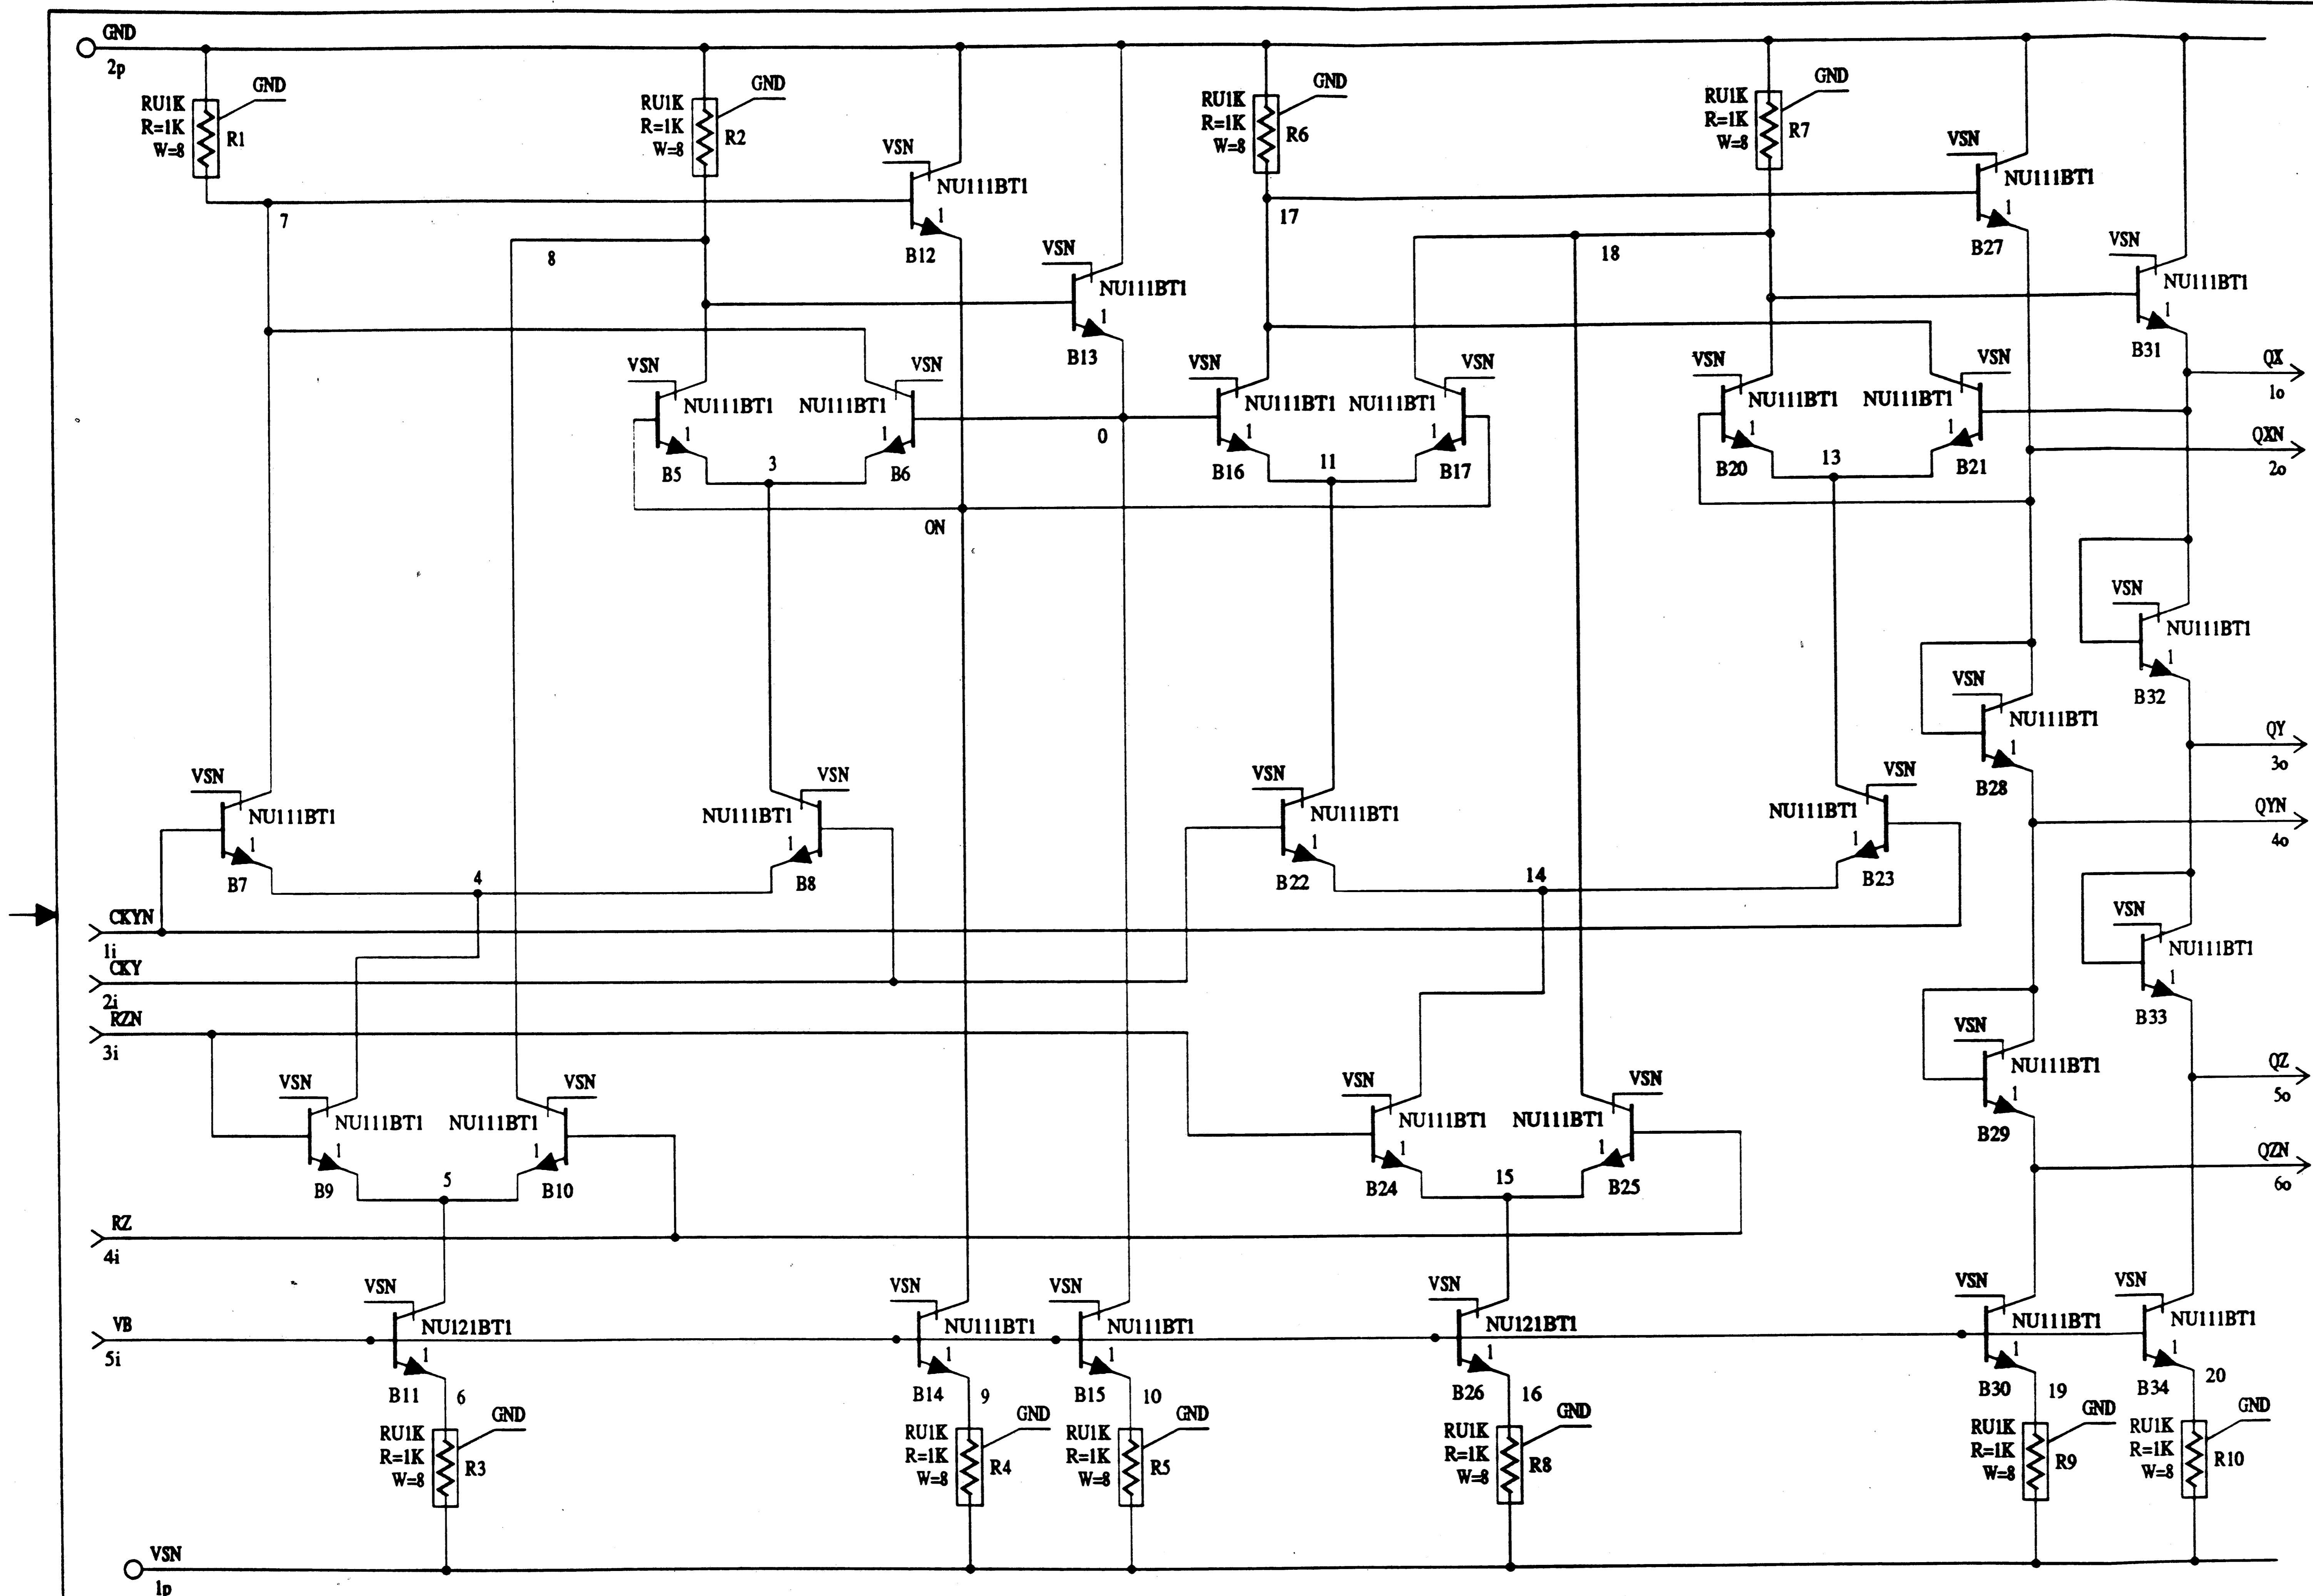 GND
2p
RU1K
R=1K
W=8
GND
R1
RU1K
R=1K
W=8
GND
R2
VSN
NU111BT1
1
B12
RU1K
R=1K
W=8
GND
R6
RU1K
R=1K
W=8
GND
R7
VSN
NU111BT1
1
B27
7
8
17
18
VSN
NU111BT1
1
B13
VSN
NU111BT1
1
B31
VSN
NU111BT1
1
B5
3
VSN
NU111BT1
1
B6
0
ON
VSN
NU111BT1
1
B16
11
VSN
NU111BT1
1
B17
VSN
NU111BT1
1
B20
13
VSN
NU111BT1
1
B21
QX
1o
QXN
2o
VSN
NU111BT1
1
B32
VSN
NU111BT1
1
B28
QY
3o
QYN
4o
VSN
NU111BT1
1
B7
4
VSN
NU111BT1
1
B8
VSN
NU111BT1
1
B22
14
VSN
NU111BT1
1
B23
CKYN
1i
CKY
2i
RZN
3i
VSN
NU111BT1
1
B33
VSN
NU111BT1
1
B29
QZ
5o
QZN
6o
VSN
NU111BT1
1
B9
5
VSN
NU111BT1
1
B10
VSN
NU111BT1
1
B24
15
VSN
NU111BT1
1
B25
RZ
4i
VB
5i
VSN
NU121BT1
1
B11
6
VSN
NU111BT1
1
B14
9
VSN
NU111BT1
1
B15
10
VSN
NU121BT1
1
B26
16
VSN
NU111BT1
1
B30
19
VSN
NU111BT1
1
B34
20
RU1K
R=1K
W=8
GND
R3
RU1K
R=1K
W=8
GND
R4
RU1K
R=1K
W=8
GND
R5
RU1K
R=1K
W=8
GND
R8
RU1K
R=1K
W=8
GND
R9
RU1K
R=1K
W=8
GND
R10
VSN
1p